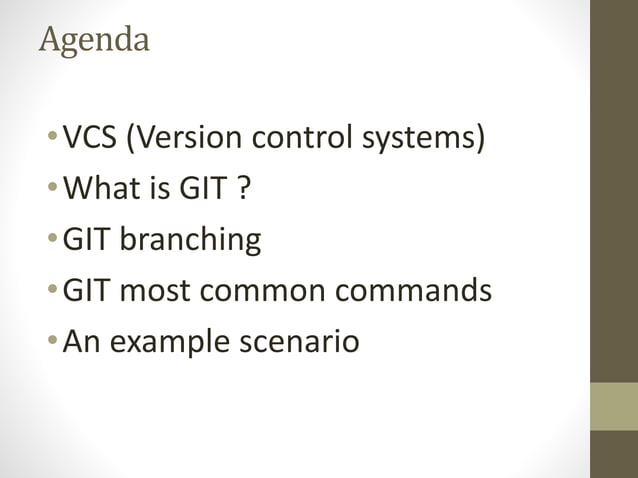 Agenda
•VCS (Version control systems)
•What is GIT ?
•GIT branching
•GIT most common commands
•An example scenario